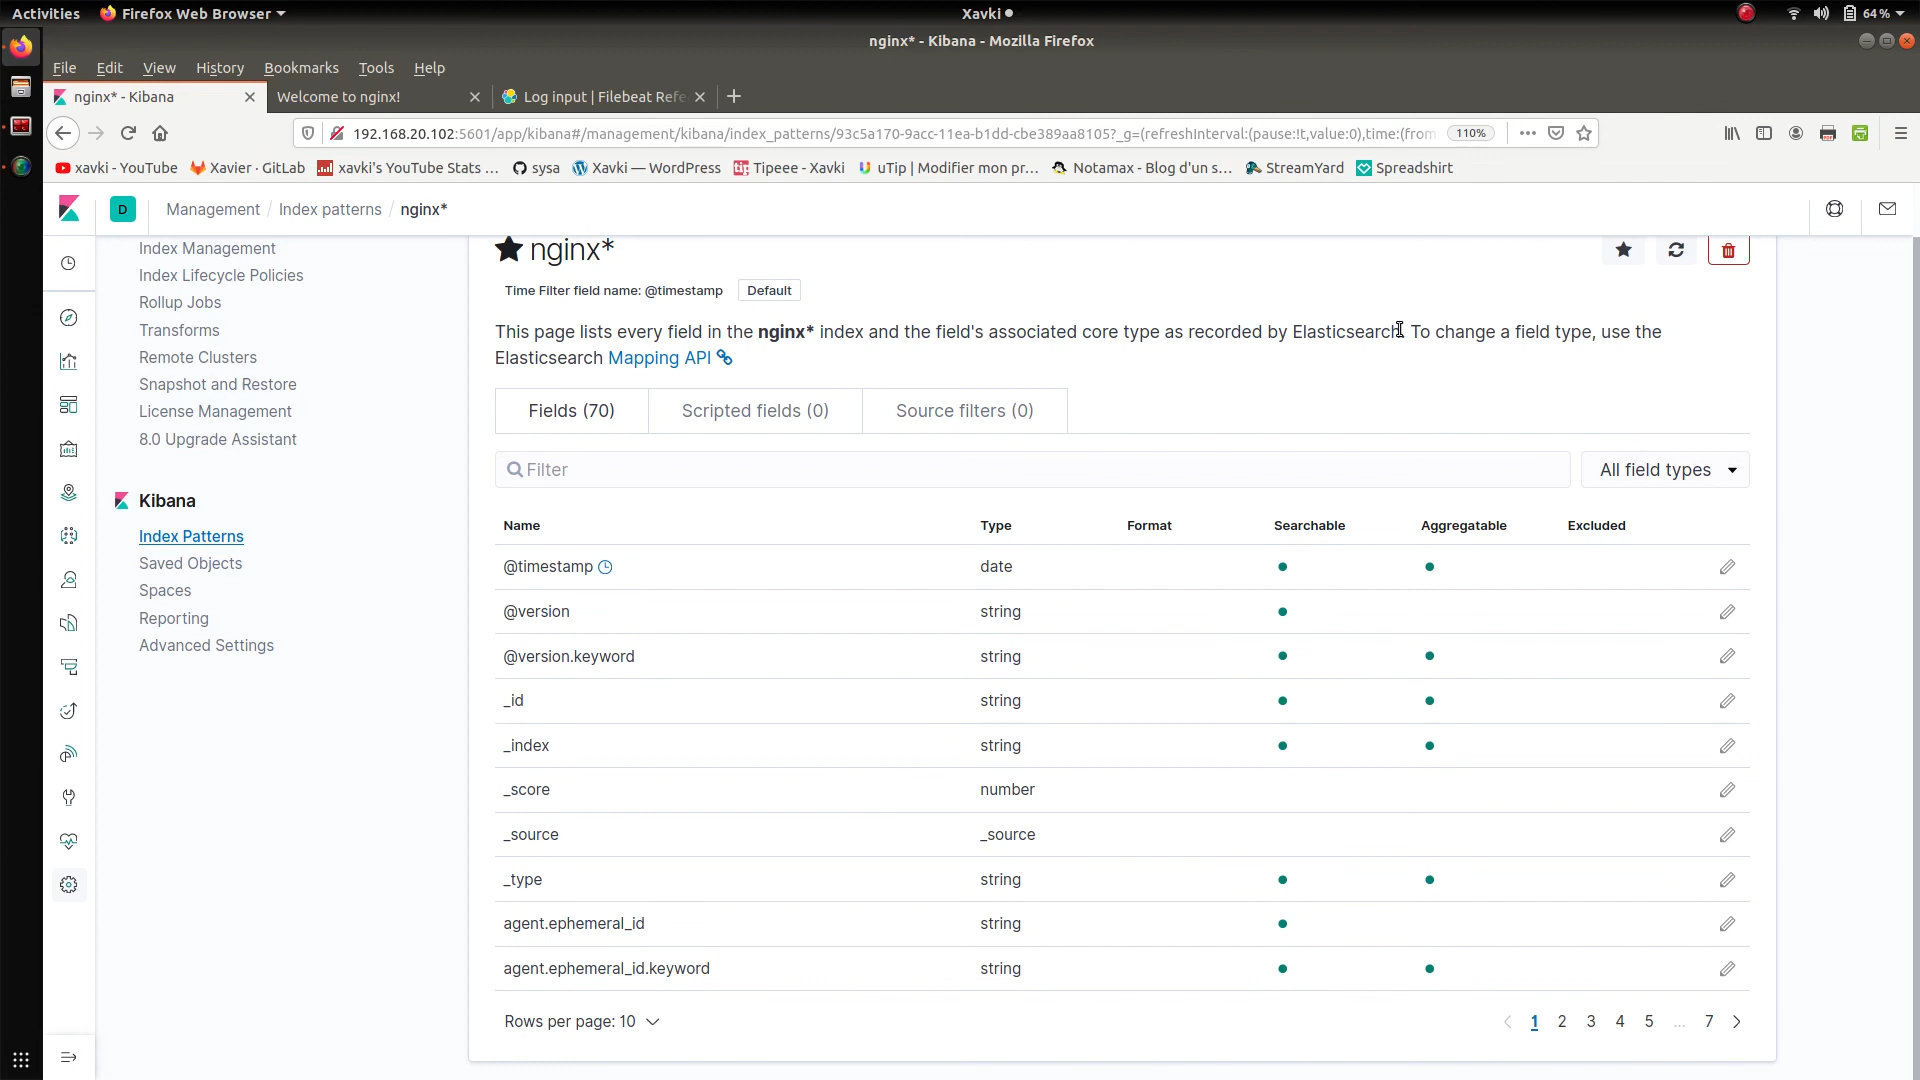 Activities
Firefox Web Browser
Xavki
64 %
nginx* - Kibana - Mozilla Firefox
File Edit View History Bookmarks Tools Help
nginx* - Kibana
Welcome to nginx!
Log input | Filebeat Refe
192.168.20.102:5601/app/kibana#/management/kibana/index_patterns/93c5a170-9acc-11ea-b1dd-cbe389aa8105?_g=(refreshInterval:(pause:!t,value:0),time:(from
110%
xavki - YouTube
Xavier · GitLab
xavki's YouTube Stats ...
sysa
Xavki — WordPress
Tipeee - Xavki
uTip | Modifier mon pr...
Notamax - Blog d'un s...
StreamYard
Spreadshirt
D
Management / Index patterns / nginx*
Index Management
Index Lifecycle Policies
Rollup Jobs
Transforms
Remote Clusters
Snapshot and Restore
License Management
8.0 Upgrade Assistant
Kibana
Index Patterns
Saved Objects
Spaces
Reporting
Advanced Settings
nginx*
Time Filter field name: @timestamp
Default
This page lists every field in the nginx* index and the field's associated core type as recorded by Elasticsearch. To change a field type, use the
Elasticsearch Mapping API
Fields (70)
Scripted fields (0)
Source filters (0)
Filter
All field types
Name Type Format Searchable Aggregatable Excluded
@timestamp date
@version string
@version.keyword string
_id string
_index string
_score number
_source _source
_type string
agent.ephemeral_id string
agent.ephemeral_id.keyword string
Rows per page: 10
1 2 3 4 5 ... 7